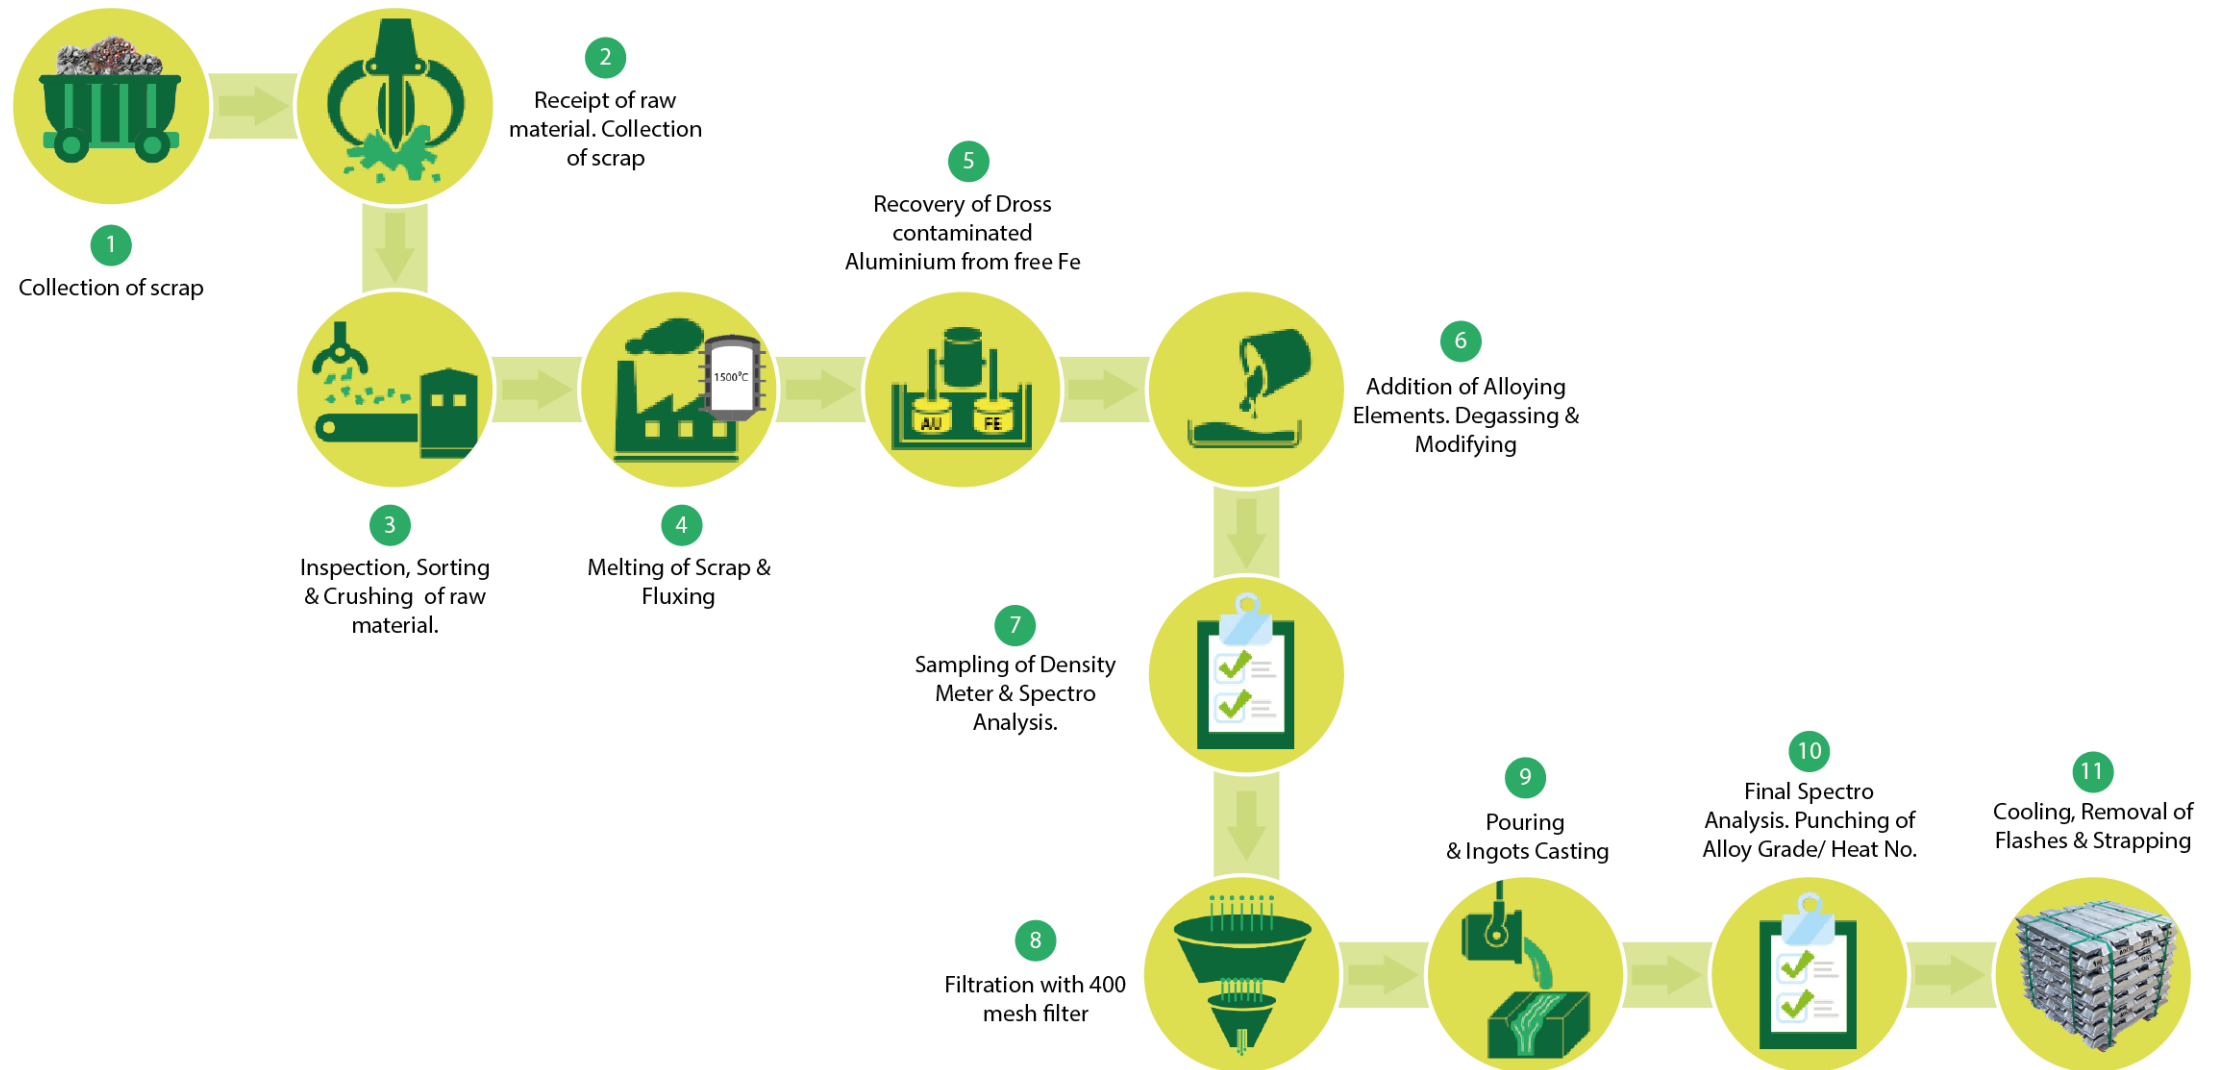 1
Collection of scrap
2
Receipt of raw
material. Collection
of scrap
3
Inspection, Sorting
& Crushing  of raw
material.
4
Melting of Scrap &
Fluxing
1500°C
5
Recovery of Dross
contaminated
Aluminium from free Fe
AU
FE
6
Addition of Alloying
Elements. Degassing &
Modifying
7
Sampling of Density
Meter & Spectro
Analysis.
8
Filtration with 400
mesh filter
9
Pouring
& Ingots Casting
10
Final Spectro
Analysis. Punching of
Alloy Grade/ Heat No.
11
Cooling, Removal of
Flashes & Strapping